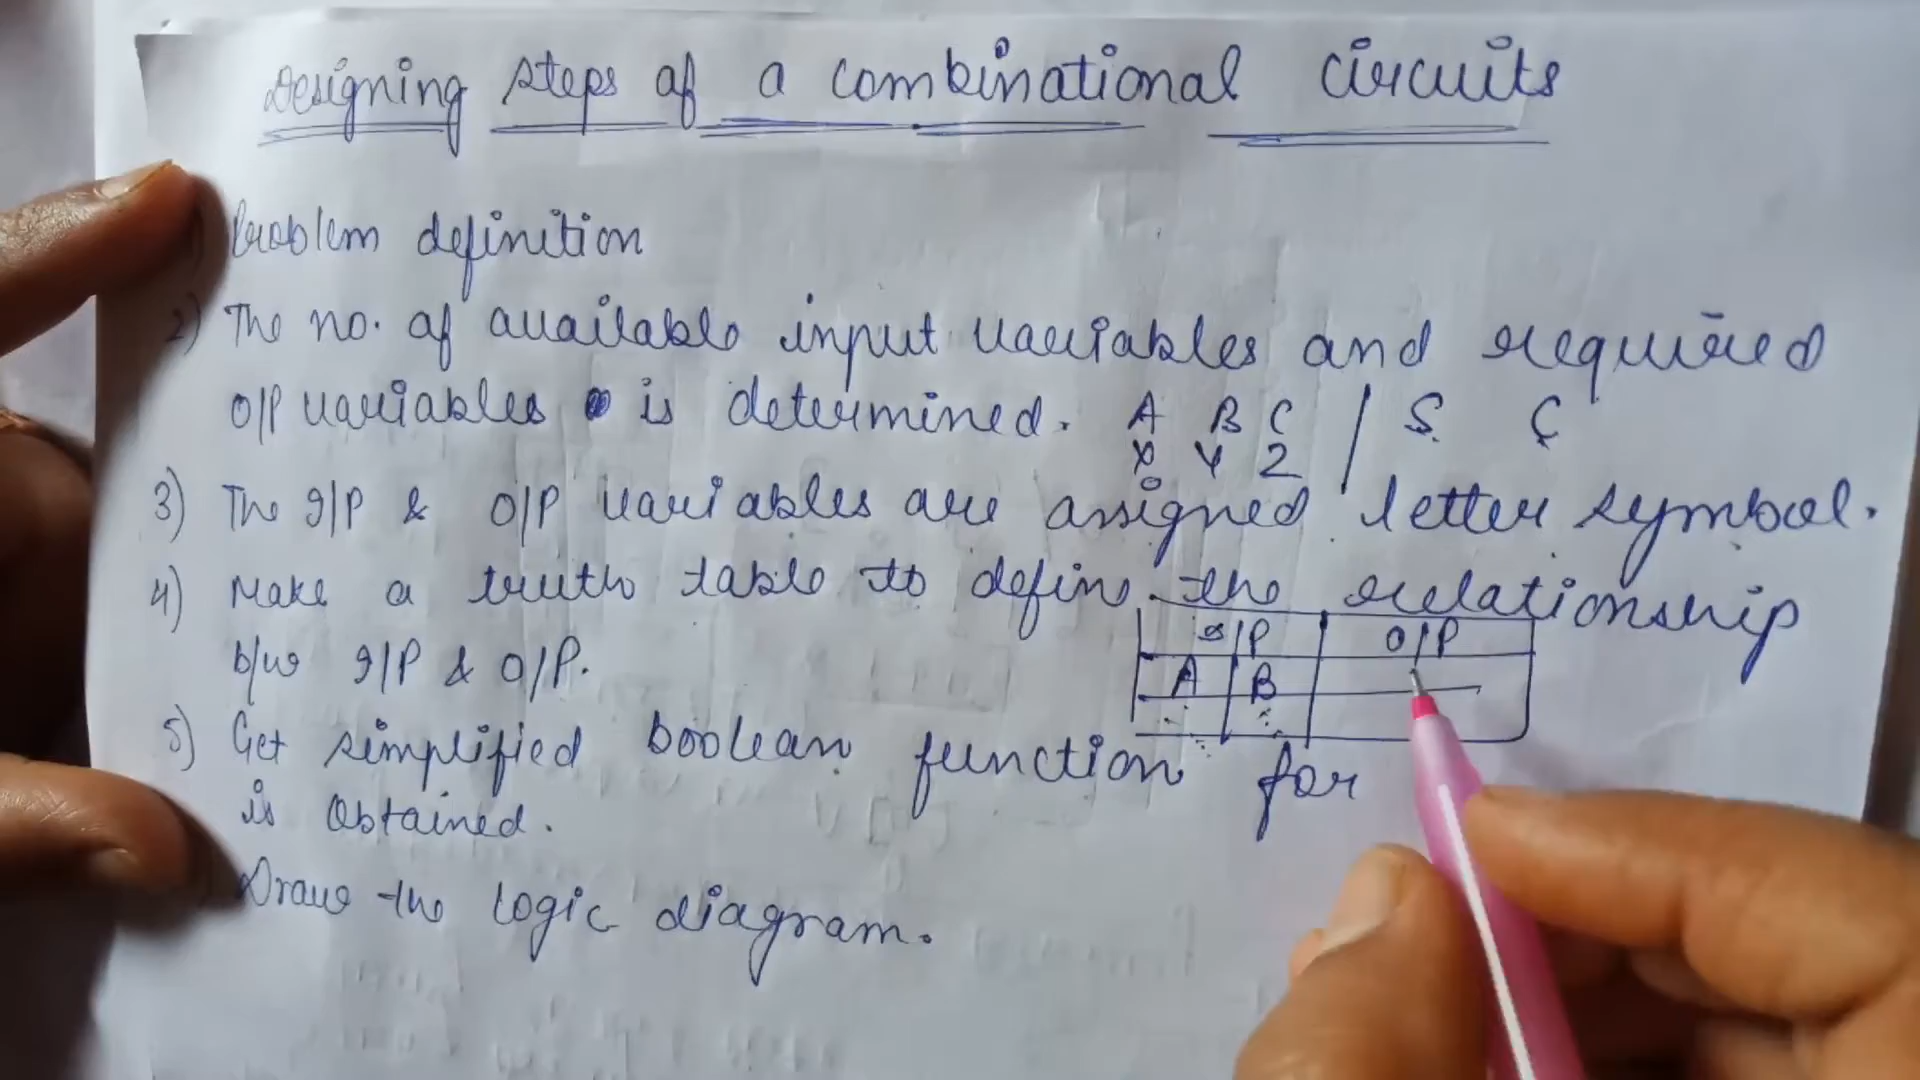 Designing steps of a combinational circuits
1) Problem definition
2) The no. of available input variables and required
O/P variables is determined. A B C / S C
X Y Z
3) The I/P & O/P variables are assigned letter symbol.
4) Make a truth table to define the relationship
b/w I/P & O/P.
I/P O/P
A B
5) Get simplified boolean function for
is obtained.
Draw the logic diagram.